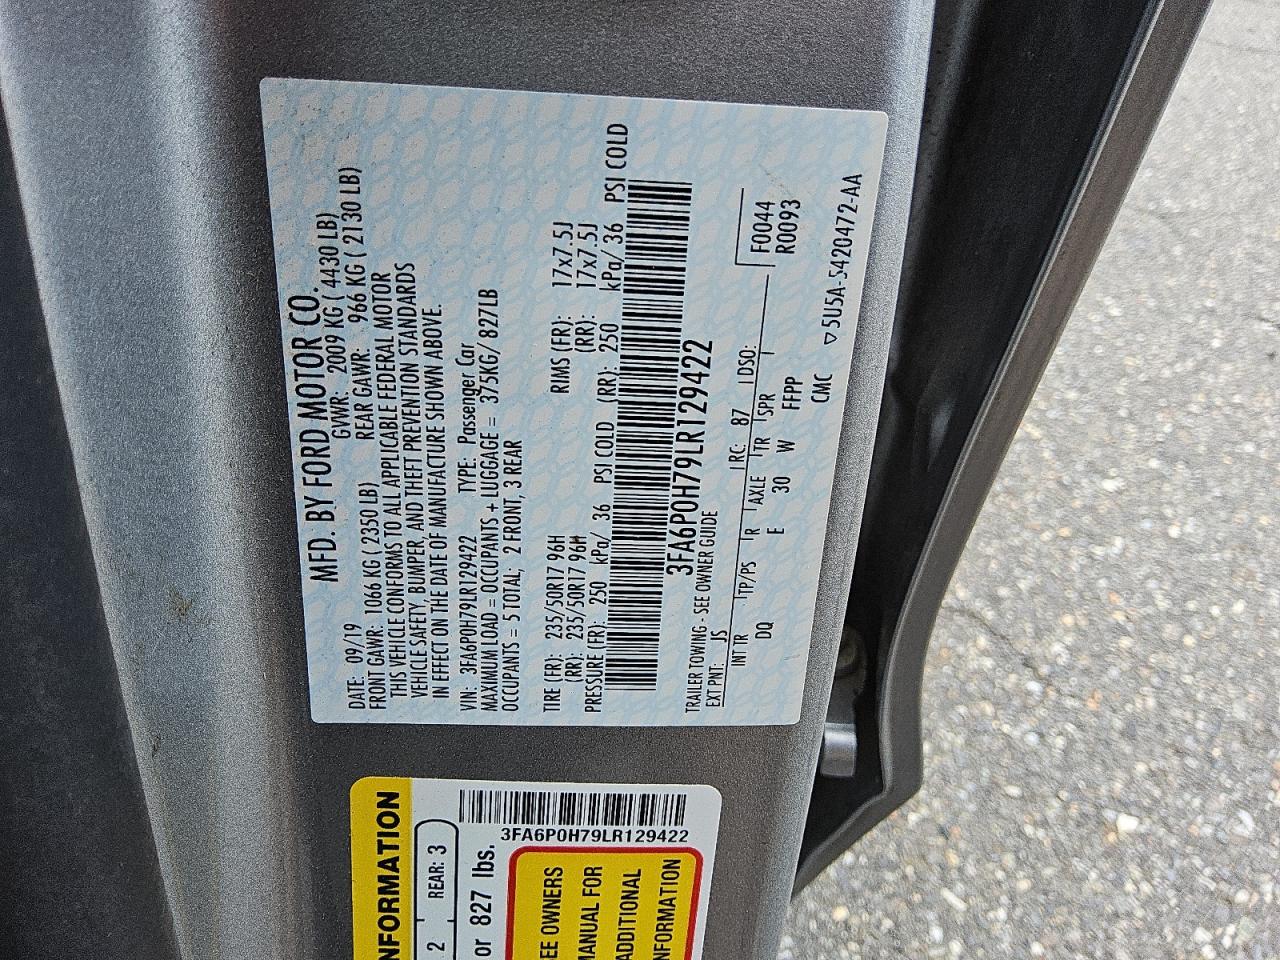 MFD. BY FORD MOTOR CO.
DATE: 09/19 GVWR: 2009 KG ( 4430 LB)
FRONT GAWR: 1066 KG ( 2350 LB) REAR GAWR: 966 KG ( 2130 LB)
THIS VEHICLE CONFORMS TO ALL APPLICABLE FEDERAL MOTOR
VEHICLE SAFETY, BUMPER, AND THEFT PREVENTION STANDARDS
IN EFFECT ON THE DATE OF MANUFACTURE SHOWN ABOVE.
VIN: 3FA6P0H79LR129422 TYPE: Passenger Car
MAXIMUM LOAD = OCCUPANTS + LUGGAGE = 375KG/ 827LB
OCCUPANTS = 5 TOTAL; 2 FRONT, 3 REAR
TIRE (FR): 235/50R17 96H RIMS (FR): 17x7.5J
(RR): 235/50R17 96H (RR): 17x7.5J
PRESSURE (FR): 250 kPa/ 36 PSI COLD (RR): 250 kPa/ 36 PSI COLD
3FA6P0H79LR129422
TRAILER TOWING - SEE OWNER GUIDE
EXT PNT: JS RC: 87 DSO: F0044
R0093
INT TR TP/PS R AXLE TR SPR
DQ E 30 W FFPP
CMC ▽5U5A-5420472-AA
NFORMATION
2 REAR: 3
or 827 lbs.
3FA6P0H79LR129422
EE OWNERS
MANUAL FOR
ADDITIONAL
NFORMATION